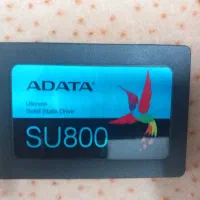 ADATA
Ultimate
Solid State Drive
SU800